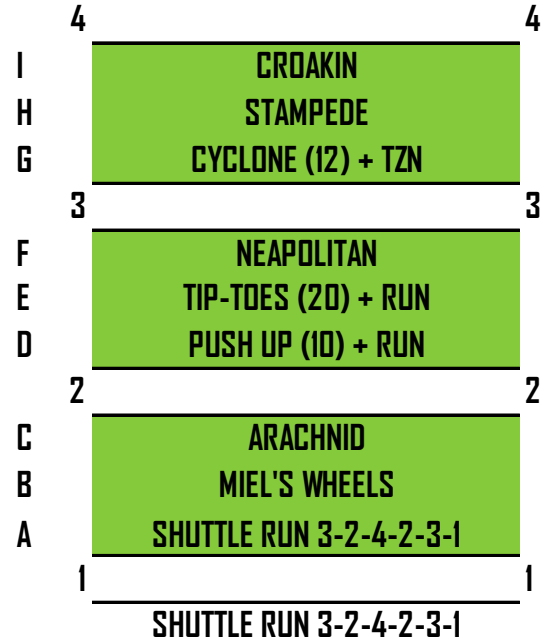 4 4
I CROAKIN
H STAMPEDE
G CYCLONE (12) + TZN
3 3
F NEAPOLITAN
E TIP-TOES (20) + RUN
D PUSH UP (10) + RUN
2 2
C ARACHNID
B MIEL'S WHEELS
A SHUTTLE RUN 3-2-4-2-3-1
1 1
SHUTTLE RUN 3-2-4-2-3-1